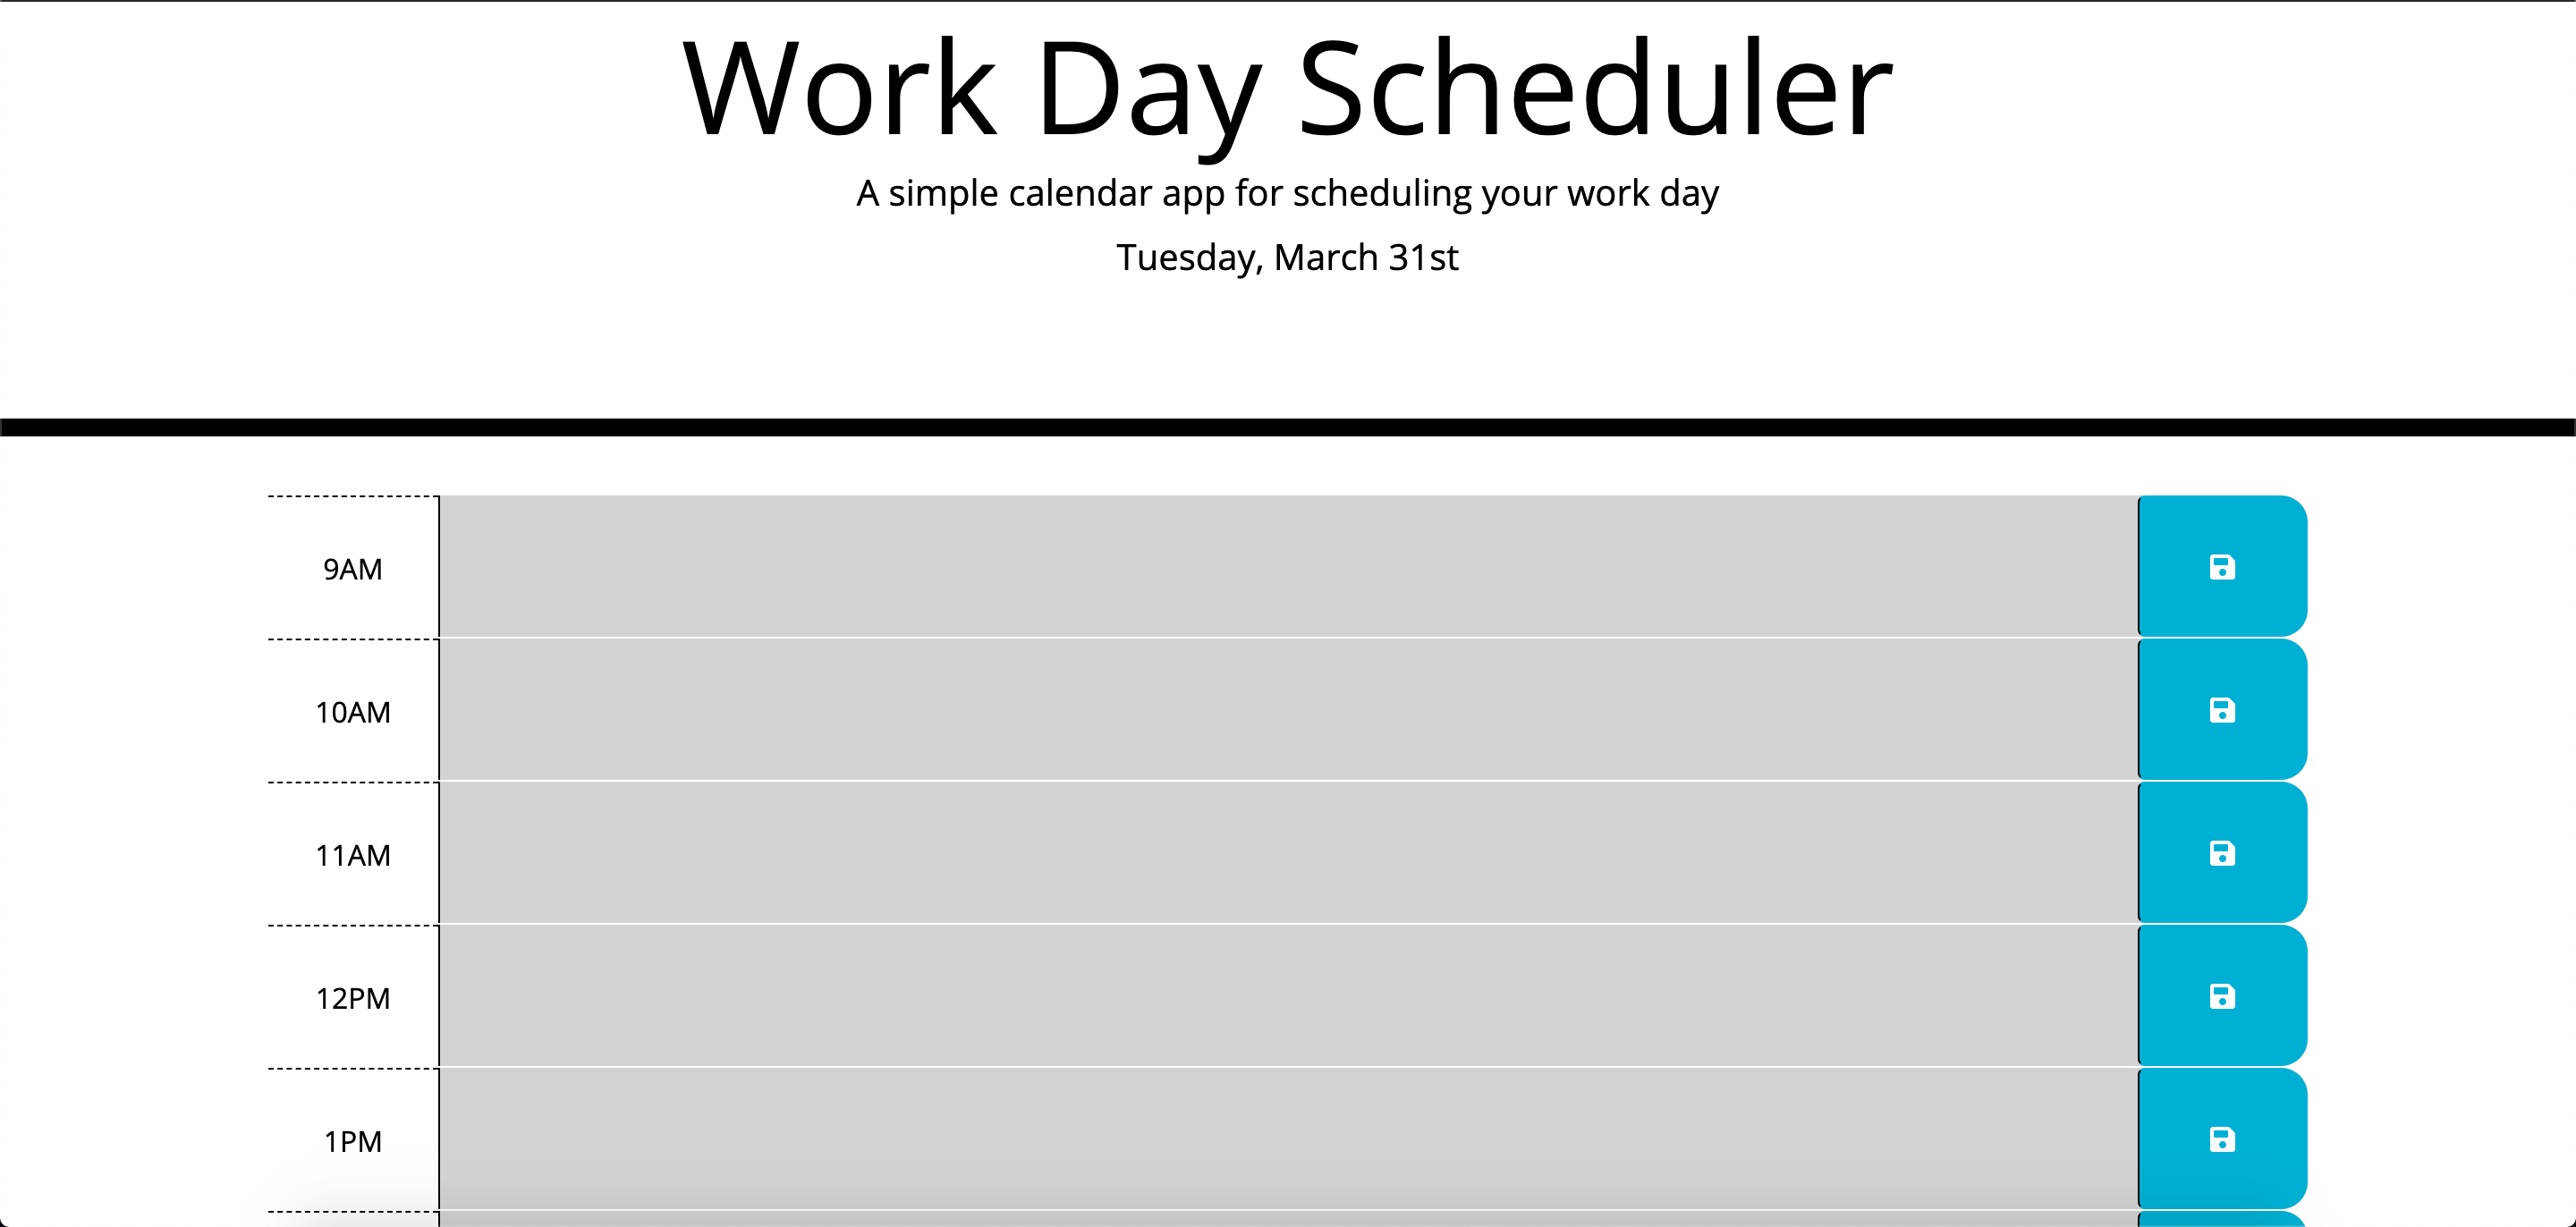 Work Day Scheduler
A simple calendar app for scheduling your work day
Tuesday, March 31st
9AM
10AM
11AM
12PM
1PM